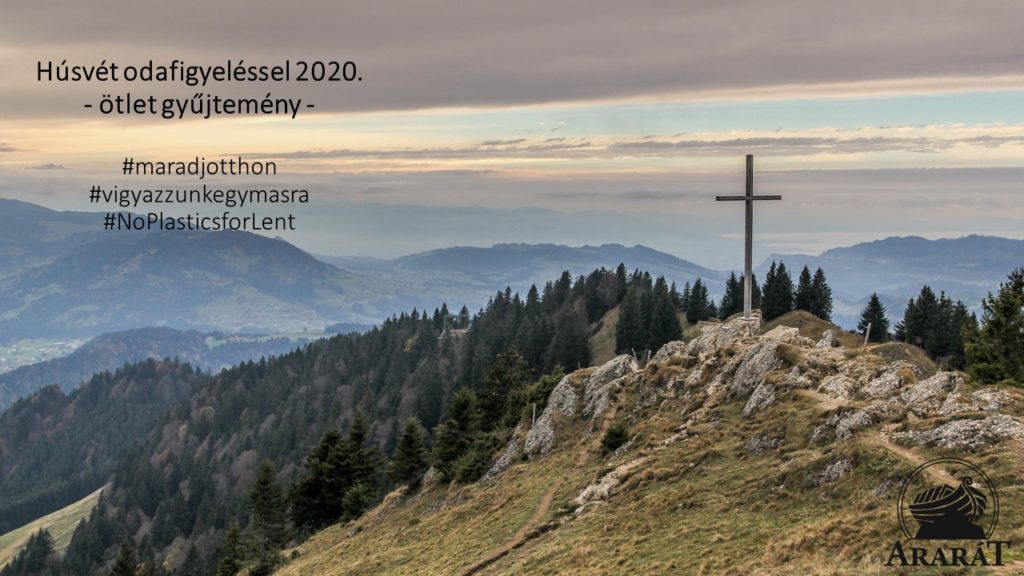 Húsvét odafigyeléssel 2020.
- ötlet gyűjtemény -
#maradjotthon
#vigyazzunkegymasra
#NoPlasticsforLent
ARARÁT